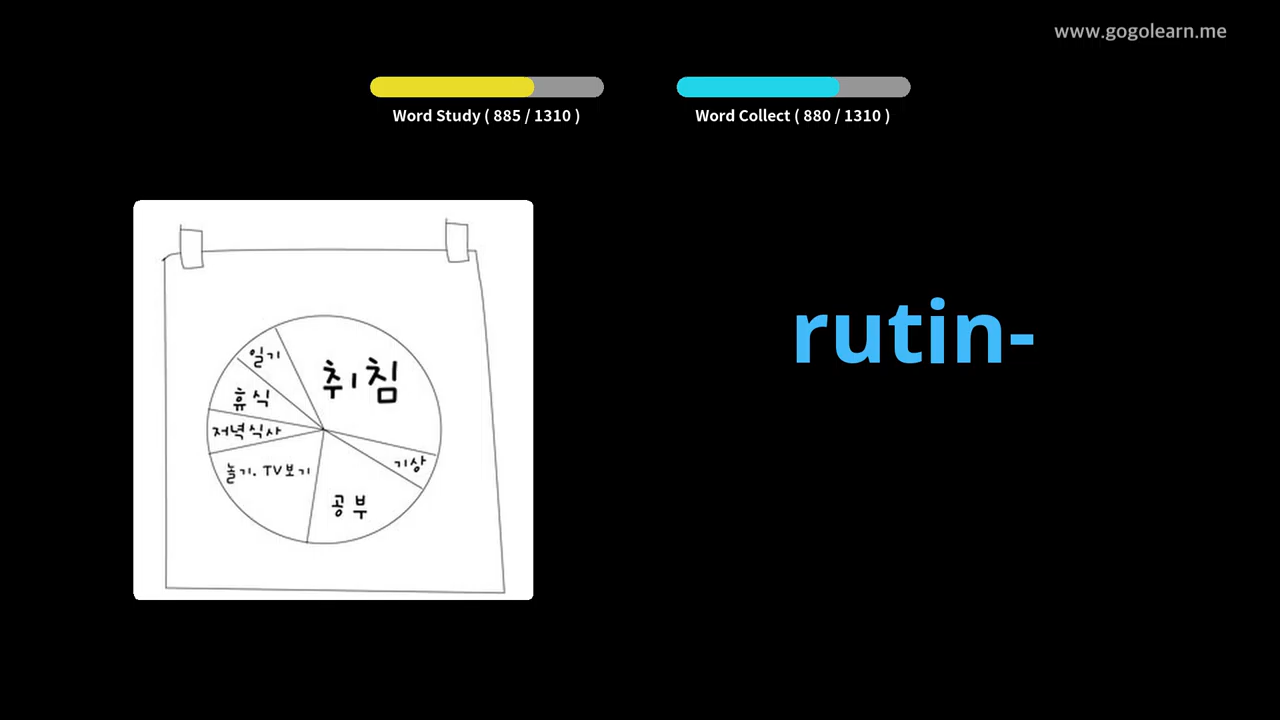 www.gogolearn.me
Word Study ( 885 / 1310 )
Word Collect ( 880 / 1310 )
일기
취침
휴식
저녁식사
기상
놀기. TV보기
공부
rutin-